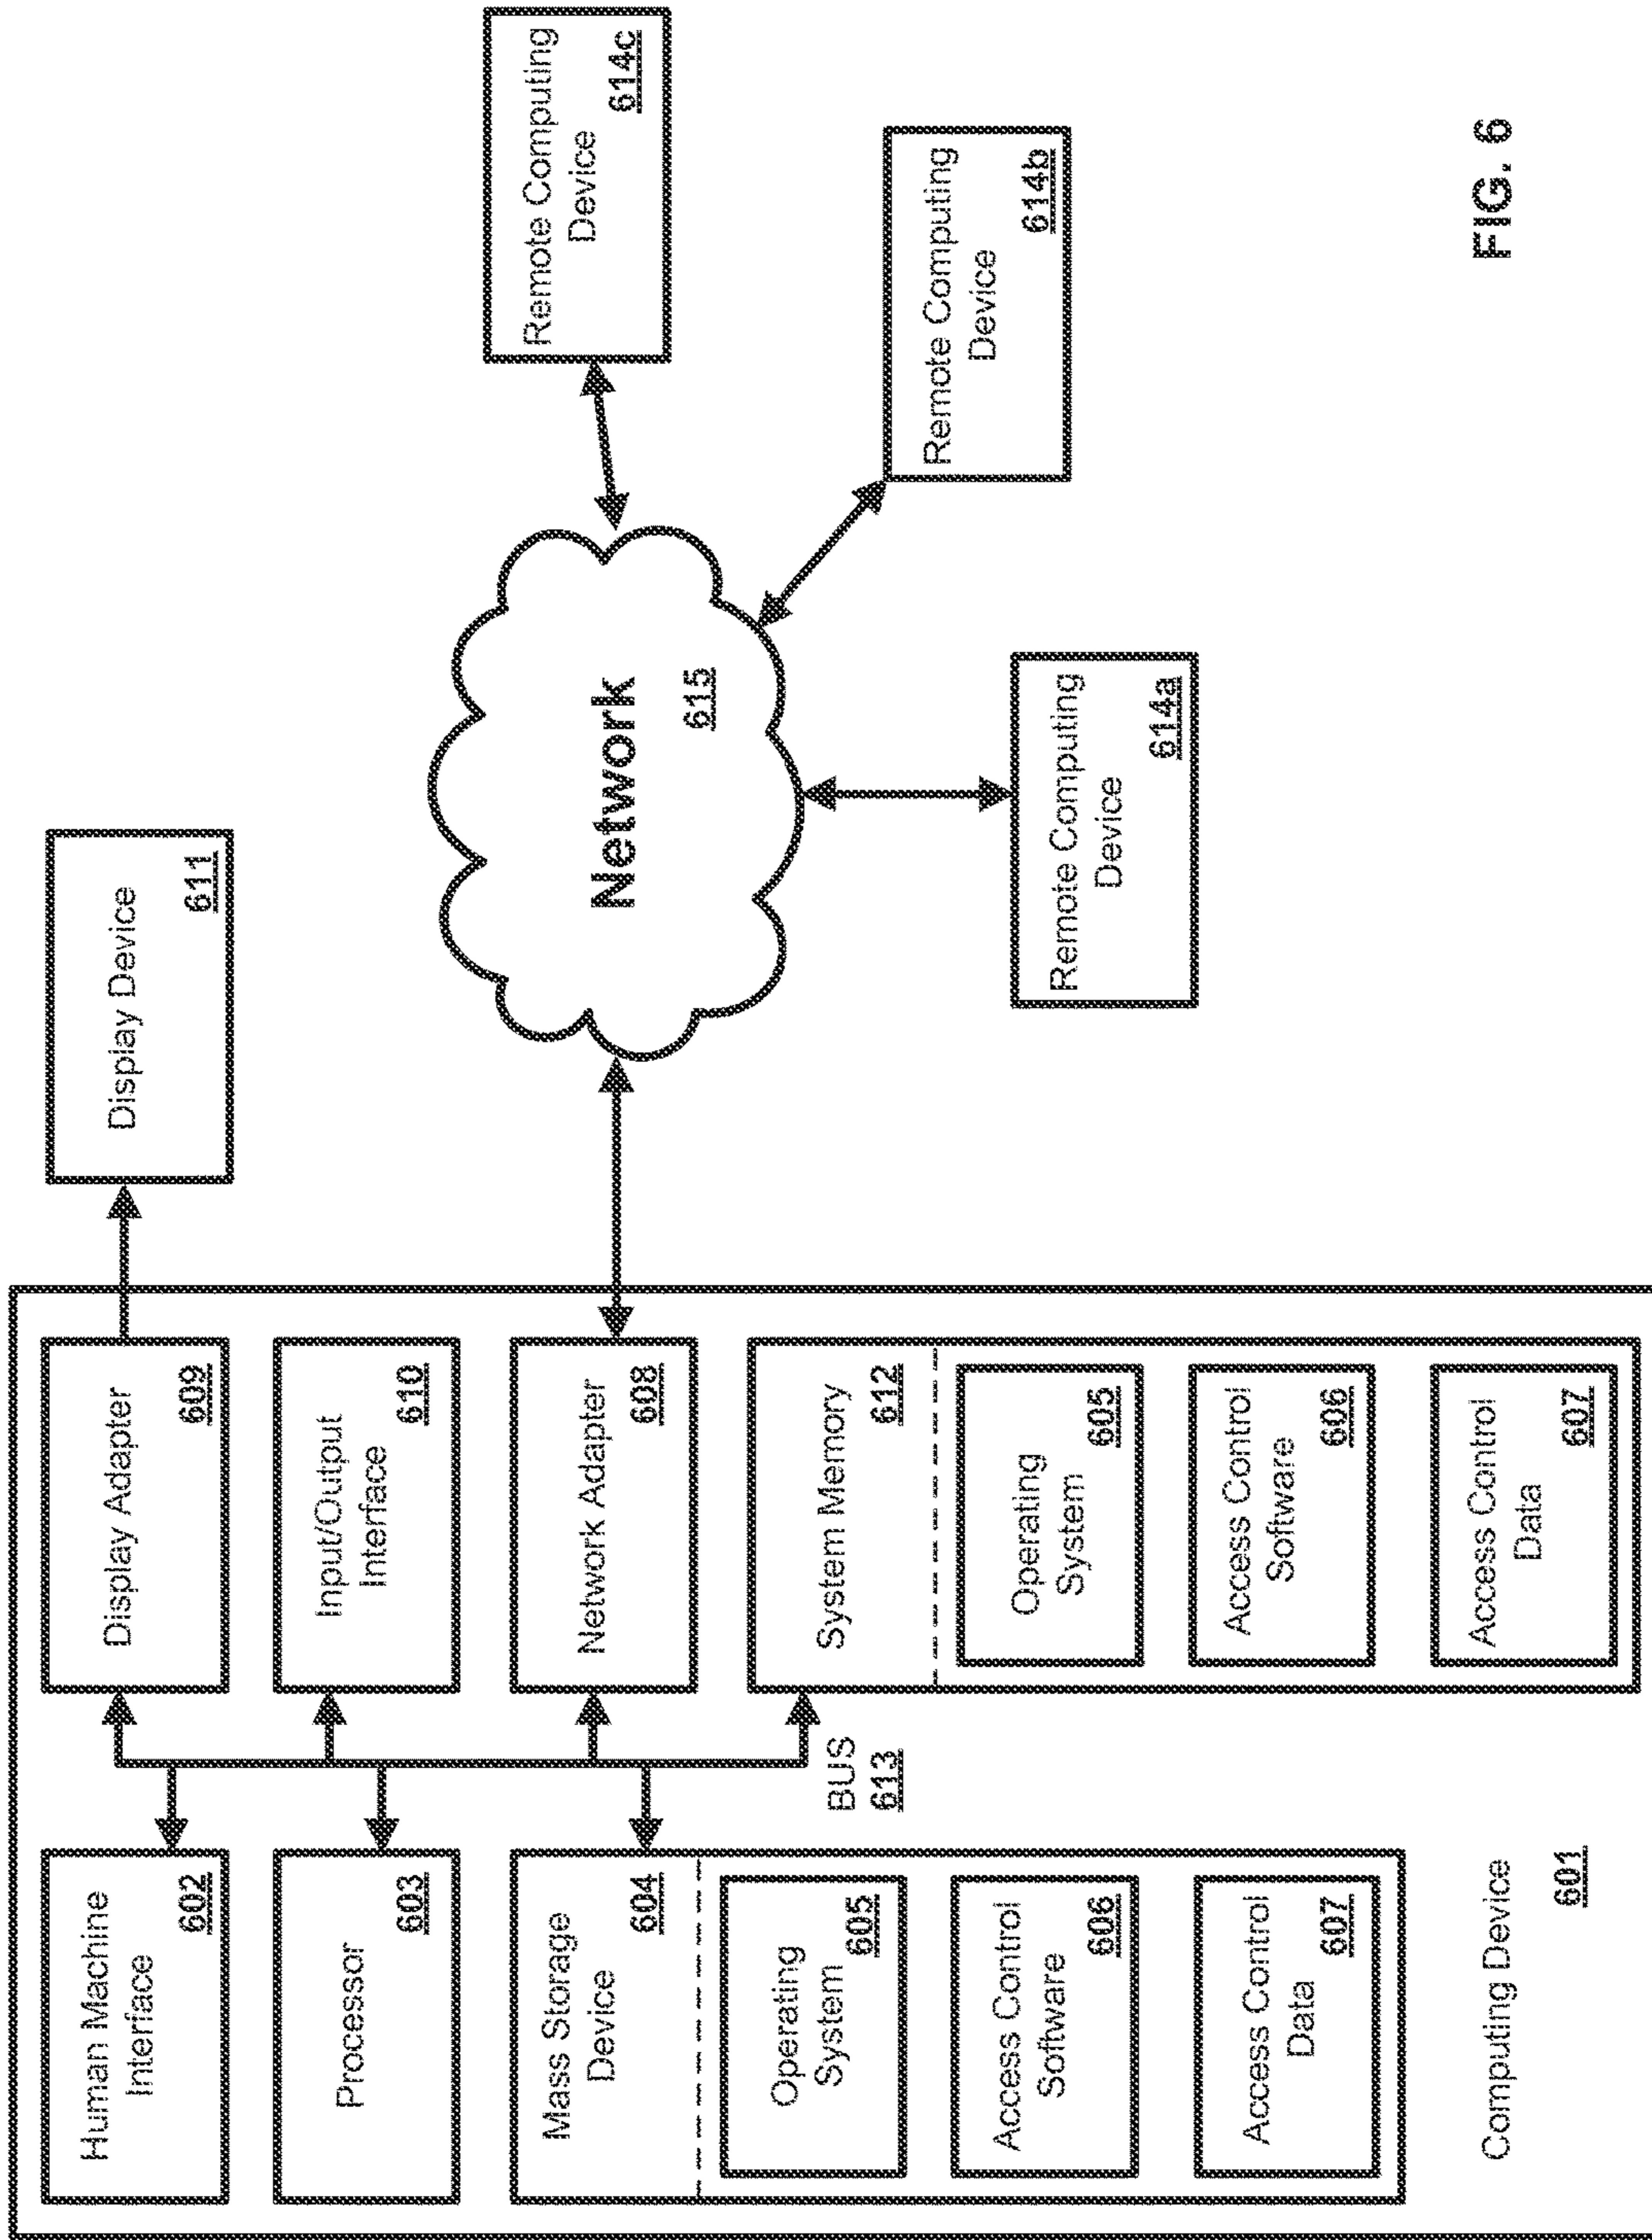 Human Machine
Interface
602
Processor
603
Mass Storage
Device
604
Operating
System
605
Access Control
Software
606
Access Control
Data
607
Computing Device
601
BUS
613
Display Adapter
609
Input/Output
Interface
610
Network Adapter
608
System Memory
612
Operating
System
605
Access Control
Software
606
Access Control
Data
607
Display Device
611
Network
615
Remote Computing
Device
614a
Remote Computing
Device
614b
Remote Computing
Device
614c
FIG. 6